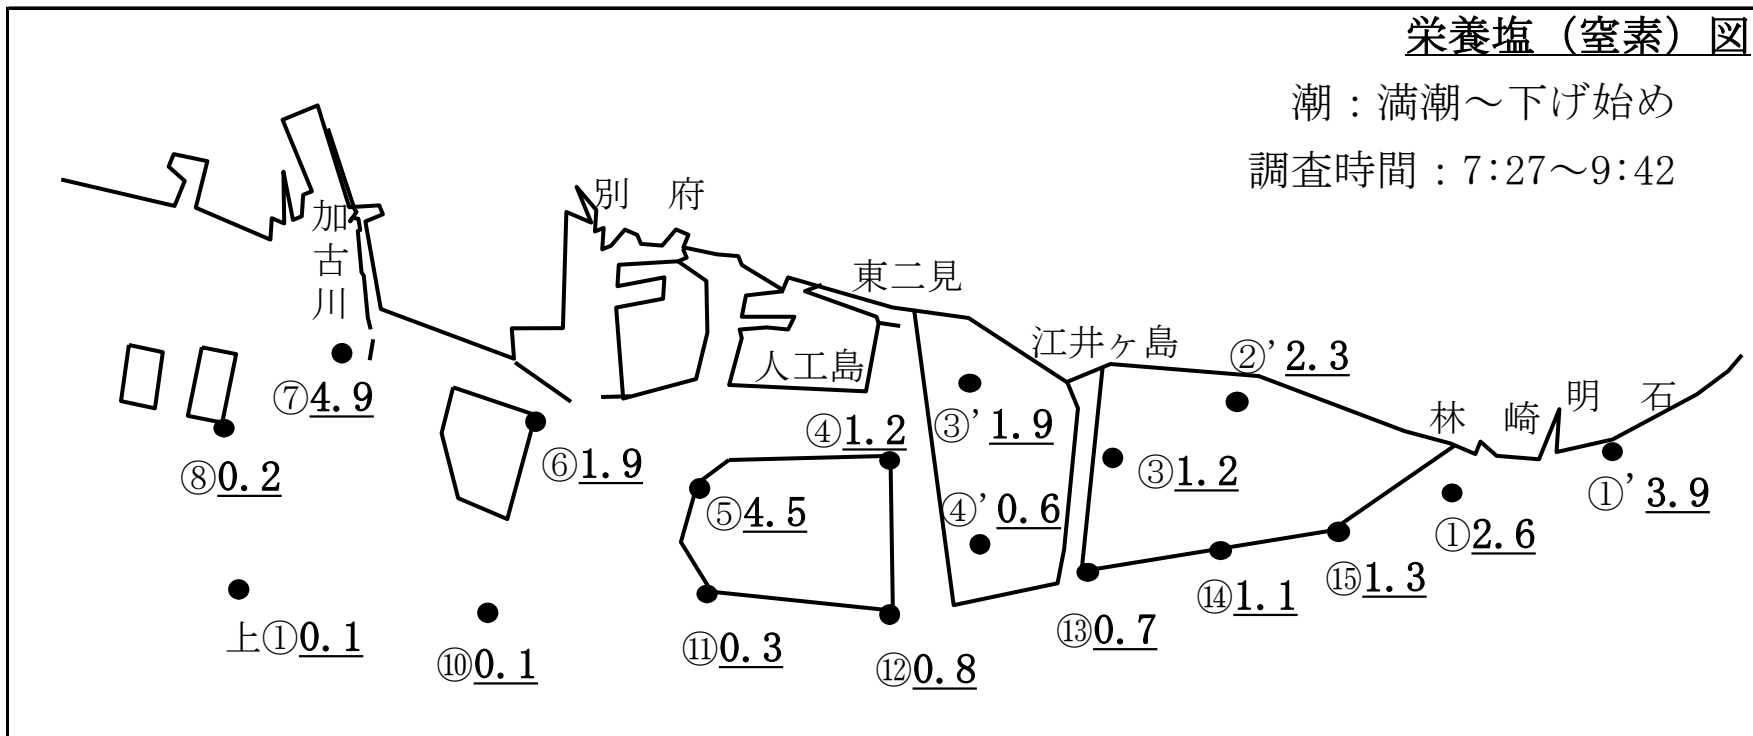 栄養塩（窒素）図
潮：満潮～下げ始め
調査時間：7:27～9:42
別 府
加古川
東二見
江井ヶ島
人工島
②' 2.3
林 崎
明 石
⑦4.9
④1.2
③' 1.9
⑧0.2
⑥1.9
③1.2
①' 3.9
⑤4.5
④' 0.6
①2.6
⑮1.3
⑭1.1
上①0.1
⑬0.7
⑪0.3
⑩0.1
⑫0.8